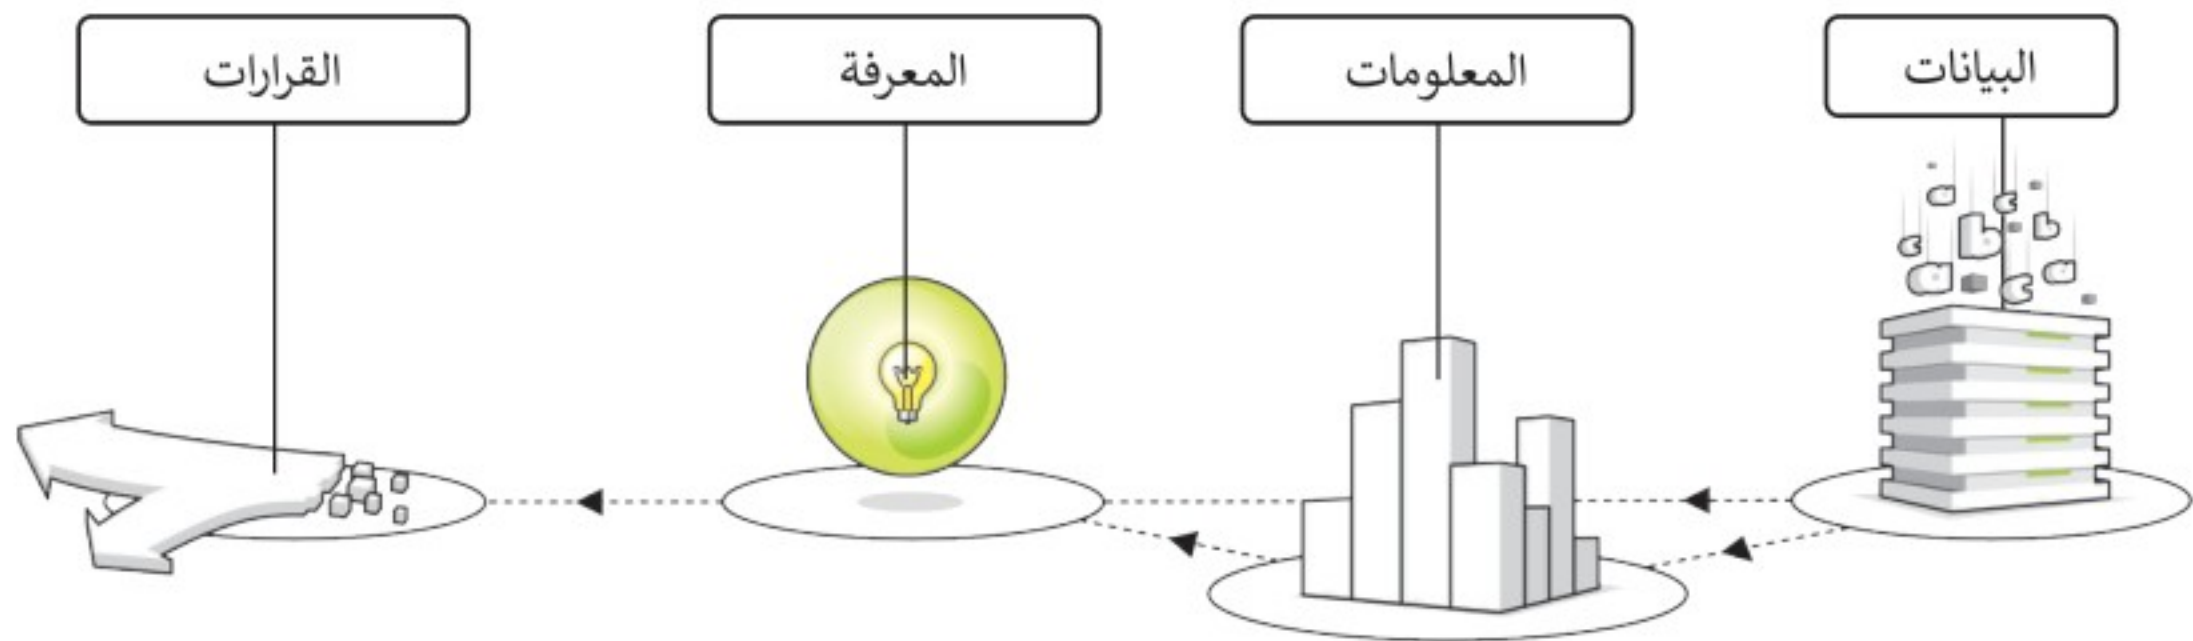 البيانات
المعلومات
المعرفة
القرارات